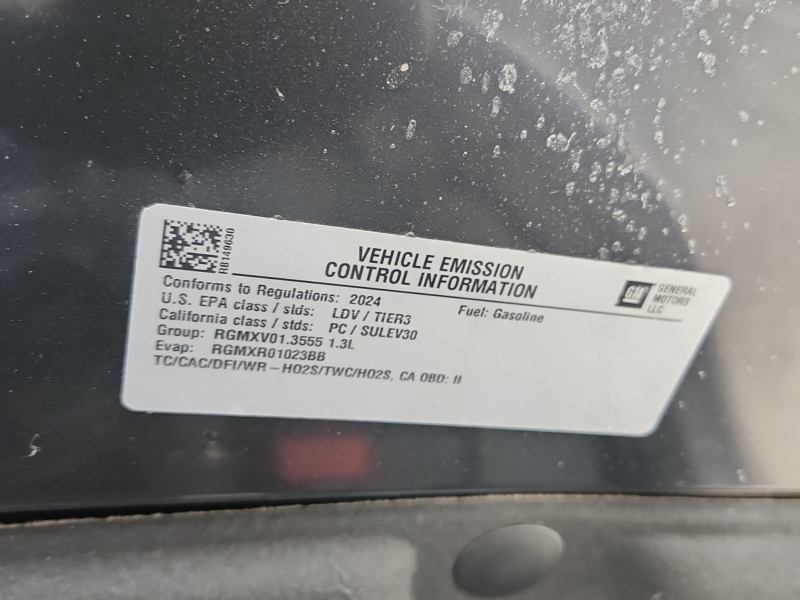 RB149630
VEHICLE EMISSION
CONTROL INFORMATION
GM
GENERAL
MOTORS
LLC
Conforms to Regulations: 2024
Fuel: Gasoline
U.S. EPA class / stds: LDV / TIER3
California class / stds: PC / SULEV30
Group: RGMXV01.3555 1.3L
Evap: RGMXR01023BB
TC/CAC/DFI/WR – HO2S/TWC/HO2S, CA OBD: II